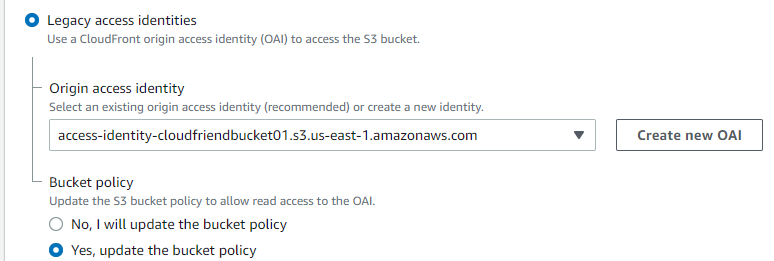 Legacy access identities
Use a CloudFront origin access identity (OAI) to access the S3 bucket.
Origin access identity
Select an existing origin access identity (recommended) or create a new identity.
access-identity-cloudfriendbucket01.s3.us-east-1.amazonaws.com
Create new OAI
Bucket policy
Update the S3 bucket policy to allow read access to the OAI.
No, I will update the bucket policy
Yes, update the bucket policy